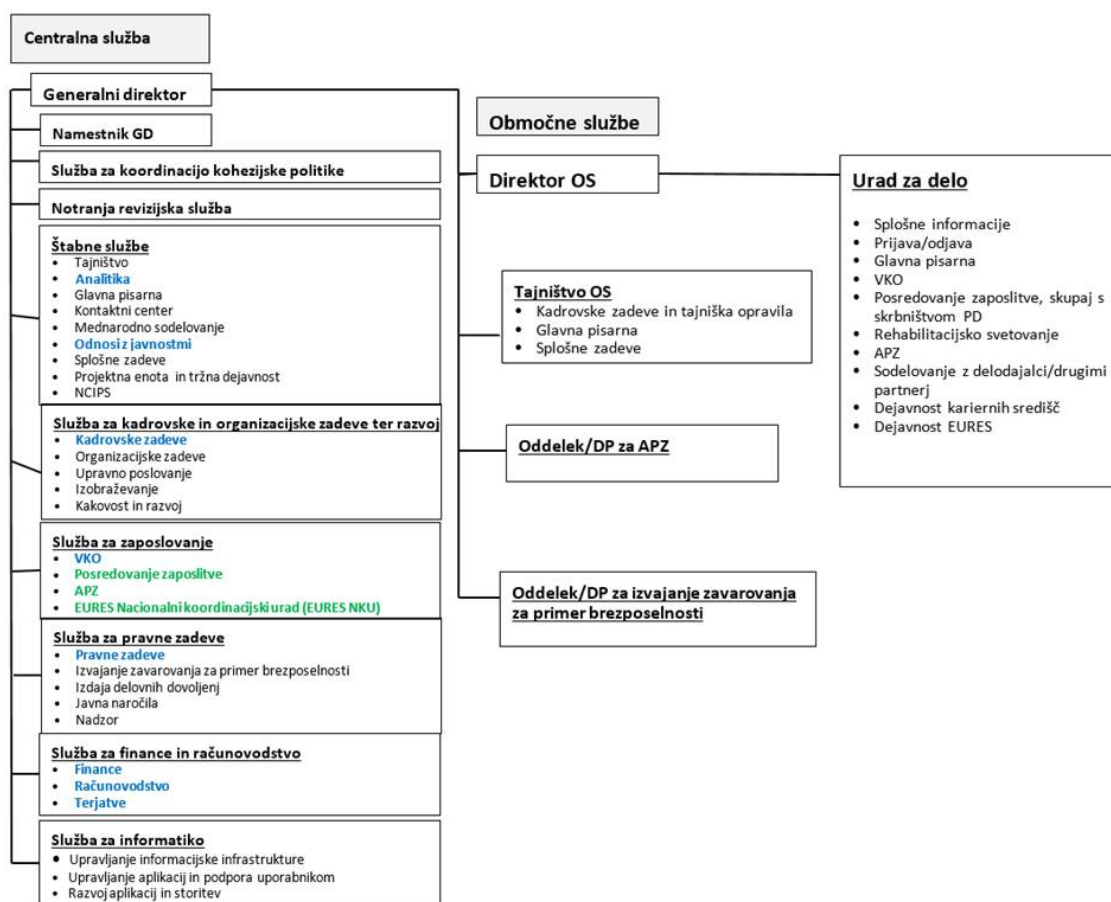 Centralna služba
Generalni direktor
Namestnik GD
Služba za koordinacijo kohezijske politike
Notranja revizijska služba
Štabne službe
• Tajništvo
• Analitika
• Glavna pisarna
• Kontaktni center
• Mednarodno sodelovanje
• Odnosi z javnostmi
• Splošne zadeve
• Projektna enota in tržna dejavnost
• NCIPS
Služba za kadrovske in organizacijske zadeve ter razvoj
• Kadrovske zadeve
• Organizacijske zadeve
• Upravno poslovanje
• Izobraževanje
• Kakovost in razvoj
Služba za zaposlovanje
• VKO
• Posredovanje zaposlitve
• APZ
• EURES Nacionalni koordinacijski urad (EURES NKU)
Služba za pravne zadeve
• Pravne zadeve
• Izvajanje zavarovanja za primer brezposelnosti
• Izdaja delovnih dovoljenj
• Javna naročila
• Nadzor
Služba za finance in računovodstvo
• Finance
• Računovodstvo
• Terjatve
Služba za informatiko
• Upravljanje informacijske infrastrukture
• Upravljanje aplikacij in podpora uporabnikom
• Razvoj aplikacij in storitev
Območne službe
Direktor OS
Tajništvo OS
• Kadrovske zadeve in tajniška opravila
• Glavna pisarna
• Splošne zadeve
Oddelek/DP za APZ
Oddelek/DP za izvajanje zavarovanja
za primer brezposelnosti
Urad za delo
• Splošne informacije
• Prijava/odjava
• Glavna pisarna
• VKO
• Posredovanje zaposlitve, skupaj s
skrbništvom PD
• Rehabilitacijsko svetovanje
• APZ
• Sodelovanje z delodajalci/drugimi
partnerj
• Dejavnost kariernih središč
• Dejavnost EURES